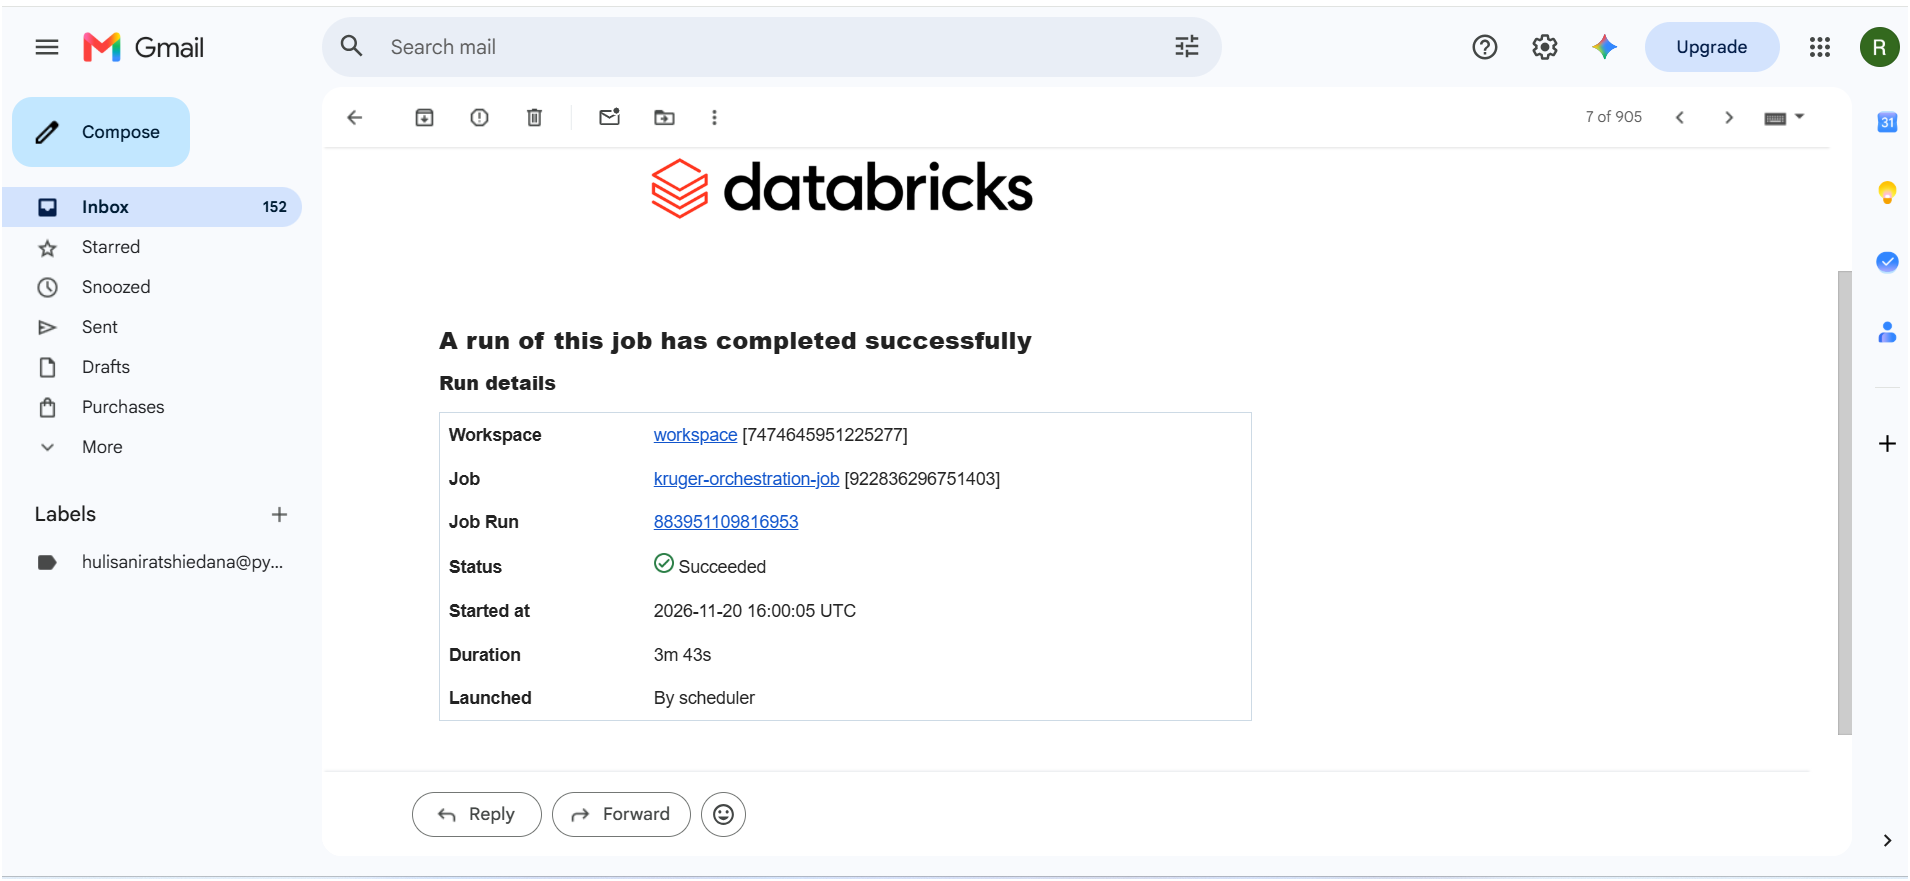 Gmail
Search mail
Upgrade
R
Compose
7 of 905
31
Inbox 152
Starred
Snoozed
Sent
Drafts
Purchases
More
Labels
hulisaniratshiedana@py...
databricks
A run of this job has completed successfully
Run details
Workspace workspace [7474645951225277]
Job kruger-orchestration-job [922836296751403]
Job Run 883951109816953
Status Succeeded
Started at 2026-11-20 16:00:05 UTC
Duration 3m 43s
Launched By scheduler
Reply Forward